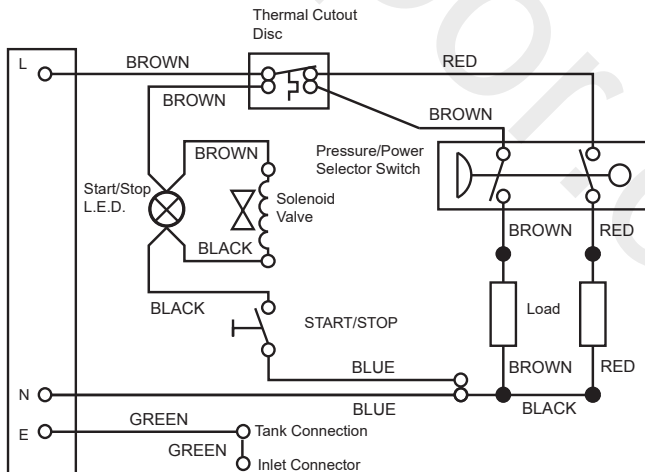 Thermal Cutout
Disc
L
BROWN
RED
BROWN
BROWN
BROWN
Pressure/Power
Selector Switch
Start/Stop
L.E.D.
Solenoid
Valve
BLACK
BROWN
RED
BLACK
START/STOP
Load
BLUE
BROWN
RED
N
BLUE
BLACK
E
GREEN
Tank Connection
GREEN
Inlet Connector